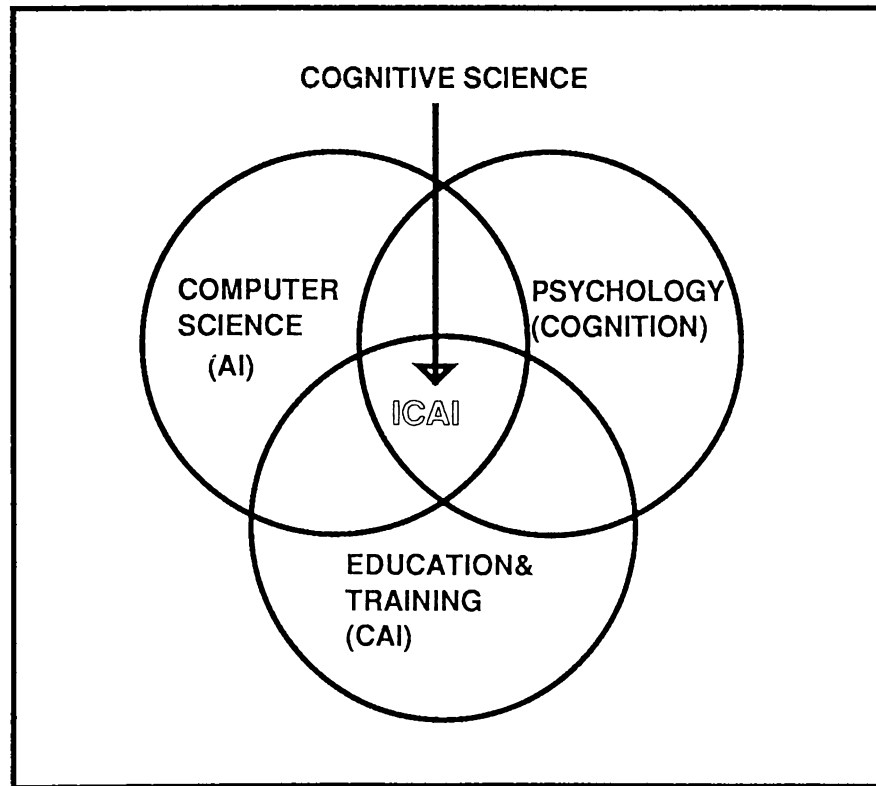 COGNITIVE SCIENCE
COMPUTER
SCIENCE
(AI)
PSYCHOLOGY
(COGNITION)
ICAI
EDUCATION&
TRAINING
(CAI)